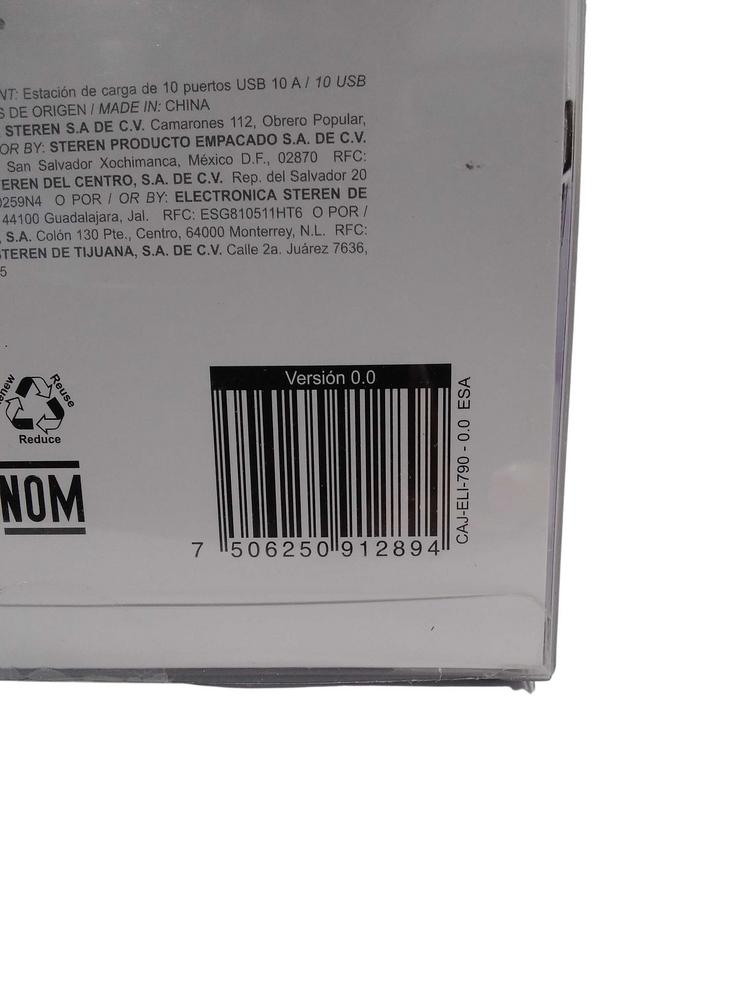 NT: Estación de carga de 10 puertos USB 10 A / 10 USB
S DE ORIGEN / MADE IN: CHINA
STEREN S.A DE C.V. Camarones 112, Obrero Popular,
OR BY: STEREN PRODUCTO EMPACADO S.A. DE C.V.
San Salvador Xochimanca, México D.F., 02870 RFC:
EREN DEL CENTRO, S.A. DE C.V. Rep. del Salvador 20
0259N4 O POR / OR BY: ELECTRONICA STEREN DE
44100 Guadalajara, Jal. RFC: ESG810511HT6 O POR /
, S.A. Colón 130 Pte., Centro, 64000 Monterrey, N.L. RFC:
STEREN DE TIJUANA, S.A. DE C.V. Calle 2a. Juárez 7636,
5
enew
Reuse
Reduce
NOM
Versión 0.0
7 506250 912894
CAJ-ELI-790 - 0.0 ESA